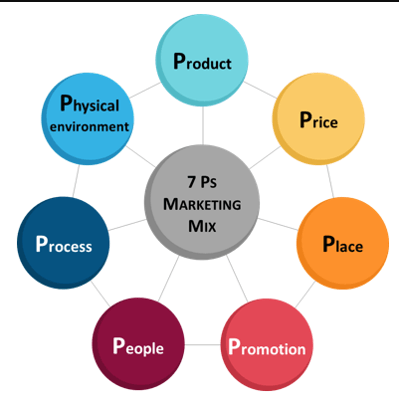 Product
Physical
environment
Price
7 Ps
Marketing
Mix
Process
Place
People
Promotion